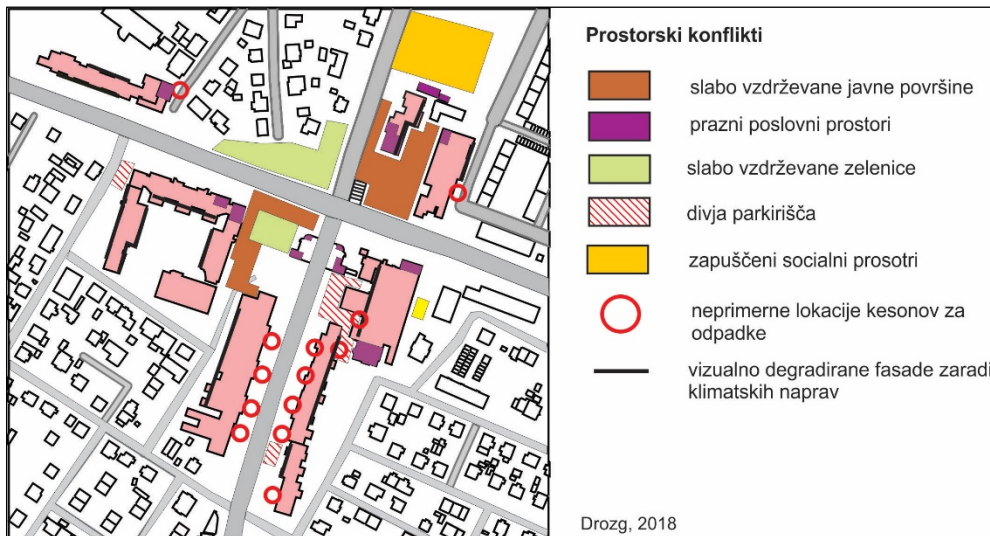 Prostorski konflikti
slabo vzdrževane javne površine
prazni poslovni prostori
slabo vzdrževane zelenice
divja parkirišča
zapuščeni socialni prosotri
neprimerne lokacije kesonov za
odpadke
vizualno degradirane fasade zaradi
klimatskih naprav
Drozg, 2018